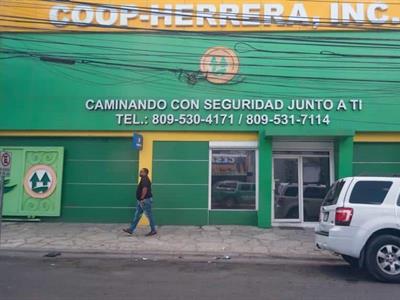 COOP-HERRERA, INC.
CAMINANDO CON SEGURIDAD JUNTO A TI
TEL.: 809-530-4171 / 809-531-7114